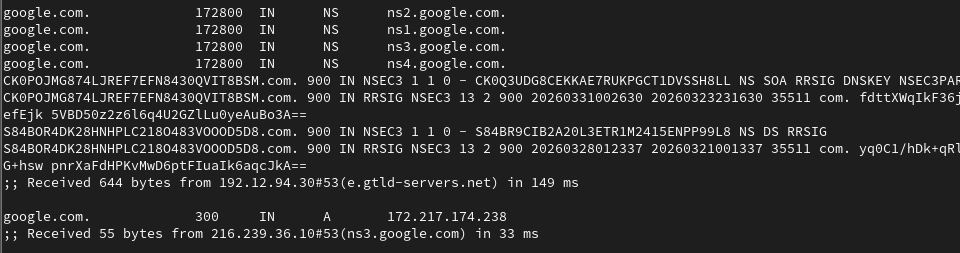 google.com. 172800 IN NS ns2.google.com.
google.com. 172800 IN NS ns1.google.com.
google.com. 172800 IN NS ns3.google.com.
google.com. 172800 IN NS ns4.google.com.
CK0POJMG874LJREF7EFN8430QVIT8BSM.com. 900 IN NSEC3 1 1 0 - CK0Q3UDG8CEKKAE7RUKPGCT1DVSSH8LL NS SOA RRSIG DNSKEY NSEC3PAR
CK0POJMG874LJREF7EFN8430QVIT8BSM.com. 900 IN RRSIG NSEC3 13 2 900 20260331002630 20260323231630 35511 com. fdttXWqIkF36j
efEjk 5VBD50z2z6l6q4U2GZlLu0yeAuBo3A==
S84BOR4DK28HNHPLC218O483VOOOD5D8.com. 900 IN NSEC3 1 1 0 - S84BR9CIB2A20L3ETR1M2415ENPP99L8 NS DS RRSIG
S84BOR4DK28HNHPLC218O483VOOOD5D8.com. 900 IN RRSIG NSEC3 13 2 900 20260328012337 20260321001337 35511 com. yq0C1/hDk+qRl
G+hsw pnrXaFdHPKvMwD6ptFIuaIk6aqcJkA==
;; Received 644 bytes from 192.12.94.30#53(e.gtld-servers.net) in 149 ms
google.com. 300 IN A 172.217.174.238
;; Received 55 bytes from 216.239.36.10#53(ns3.google.com) in 33 ms